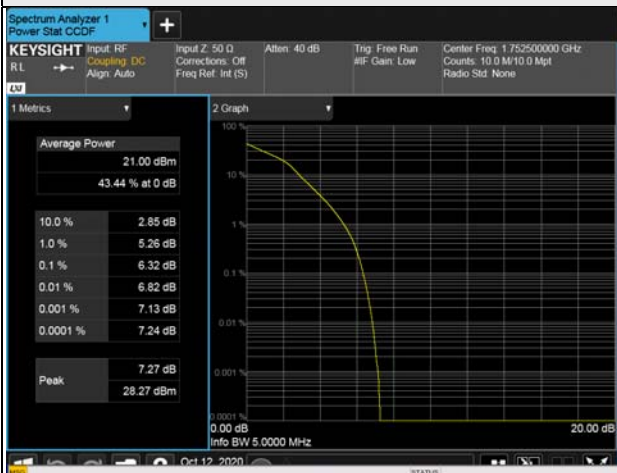 Spectrum Analyzer 1
Power Stat CCDF
KEYSIGHT
RL
LXI
Input: RF
Coupling: DC
Align: Auto
Input Z: 50 Ω
Corrections: Off
Freq Ref: Int (S)
Atten: 40 dB
Trig: Free Run
#IF Gain: Low
Center Freq: 1.752500000 GHz
Counts: 10.0 M/10.0 Mpt
Radio Std: None
1 Metrics
Average Power
21.00 dBm
43.44 % at 0 dB
10.0 % 2.85 dB
1.0 % 5.26 dB
0.1 % 6.32 dB
0.01 % 6.82 dB
0.001 % 7.13 dB
0.0001 % 7.24 dB
Peak
7.27 dB
28.27 dBm
2 Graph
100 %
10 %
1 %
0.1 %
0.01 %
0.001 %
0.0001 %
0.00 dB 20.00 dB
Info BW 5.0000 MHz
Oct 12, 2020
MSG STATUS